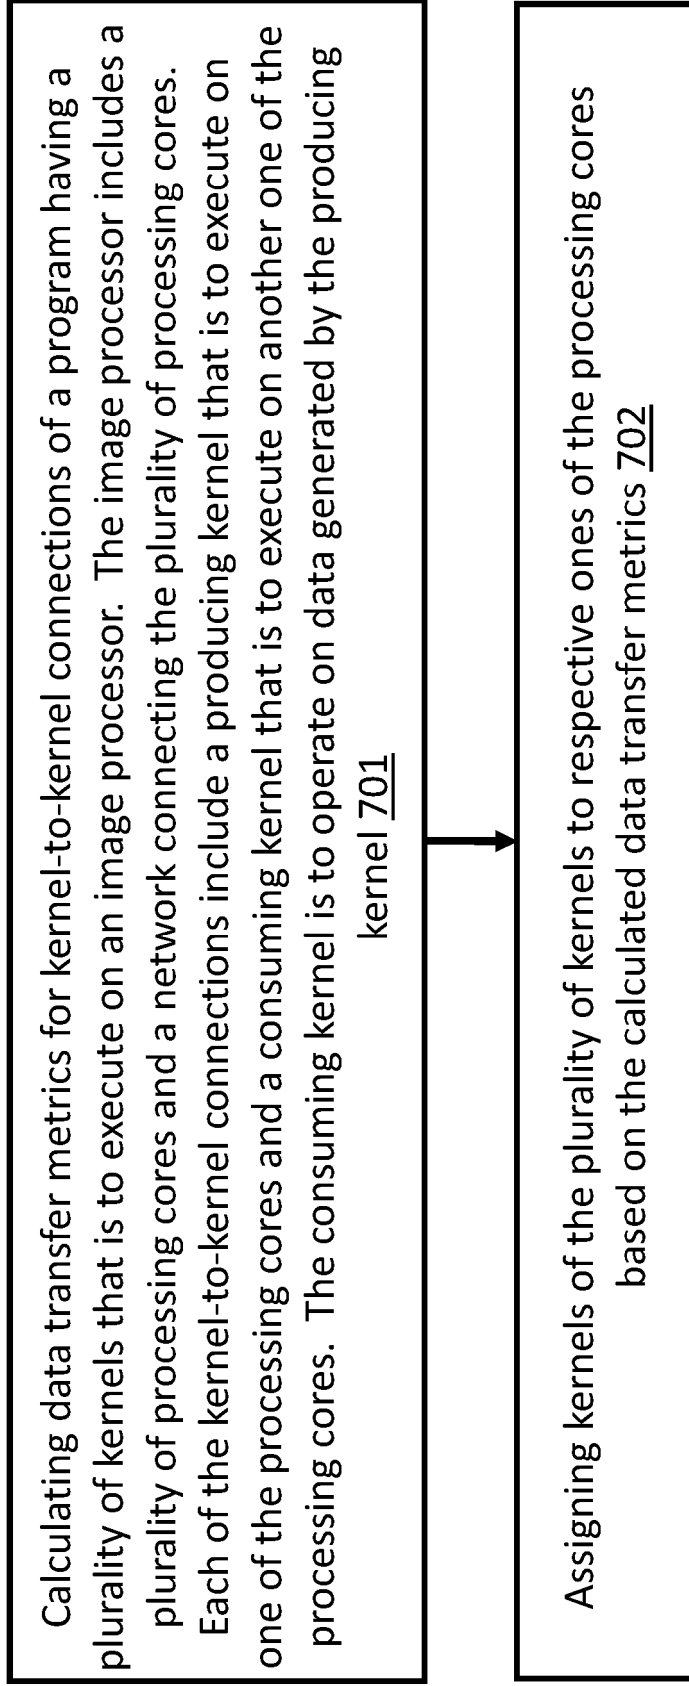 Calculating data transfer metrics for kernel-to-kernel connections of a program having a
plurality of kernels that is to execute on an image processor. The image processor includes a
plurality of processing cores and a network connecting the plurality of processing cores.
Each of the kernel-to-kernel connections include a producing kernel that is to execute on
one of the processing cores and a consuming kernel that is to execute on another one of the
processing cores. The consuming kernel is to operate on data generated by the producing
kernel 701
Assigning kernels of the plurality of kernels to respective ones of the processing cores
based on the calculated data transfer metrics 702